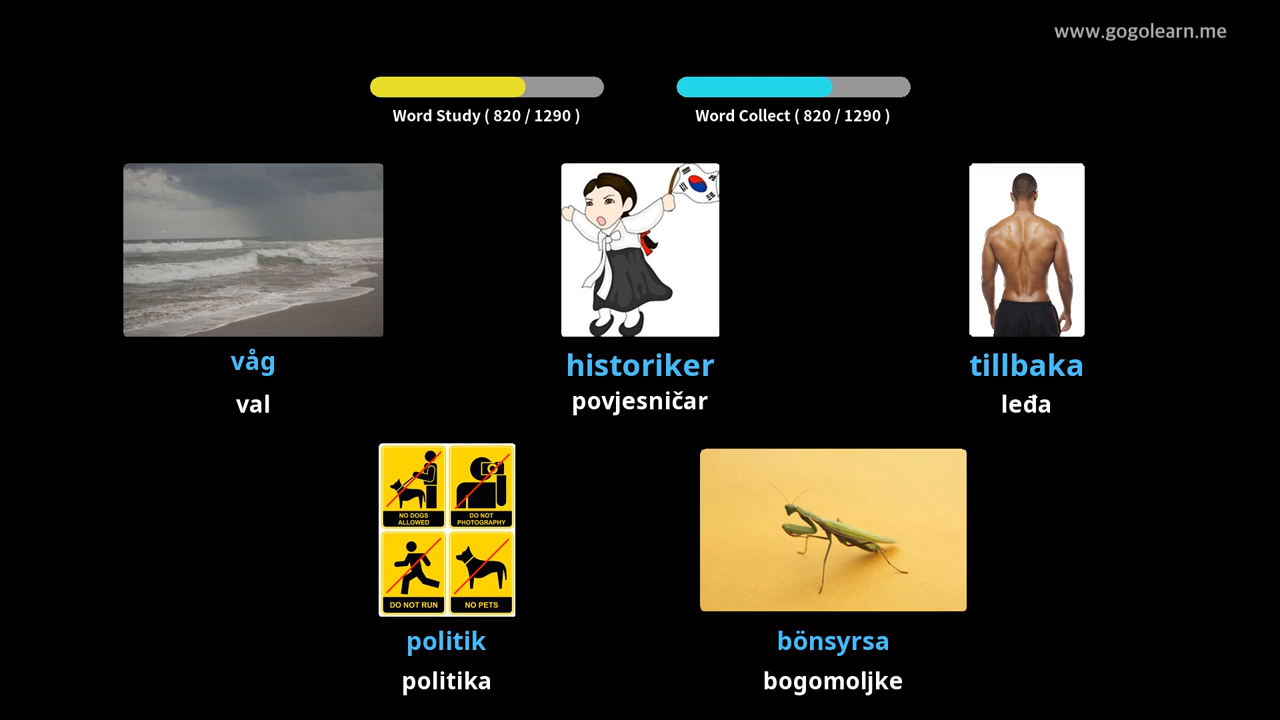 www.gogolearn.me
Word Study ( 820 / 1290 )
Word Collect ( 820 / 1290 )
våg
val
historiker
povjesničar
tillbaka
leđa
NO DOGS
ALLOWED
DO NOT
PHOTOGRAPHY
DO NOT RUN
NO PETS
politik
politika
bönsyrsa
bogomoljke